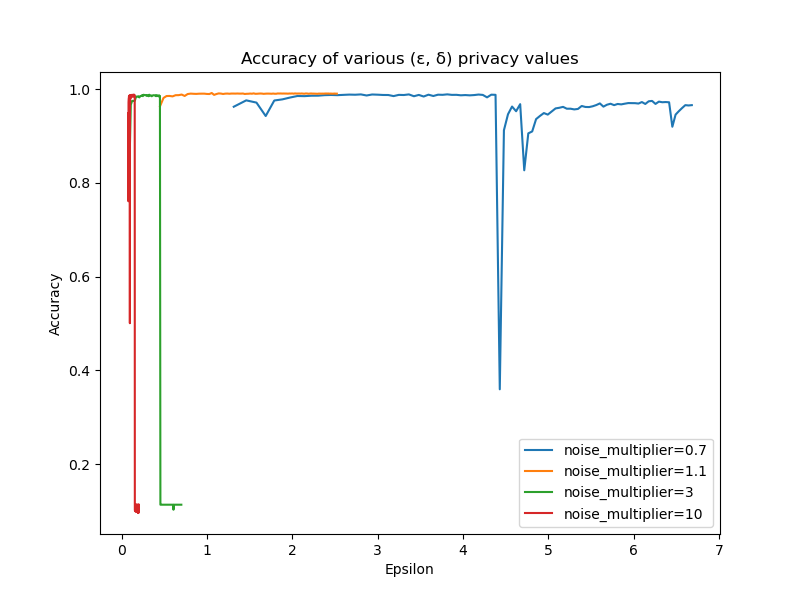 Accuracy of various (ε, δ) privacy values
Accuracy
1.0
0.8
0.6
0.4
0.2
0
1
2
3
4
5
6
7
Epsilon
noise_multiplier=0.7
noise_multiplier=1.1
noise_multiplier=3
noise_multiplier=10